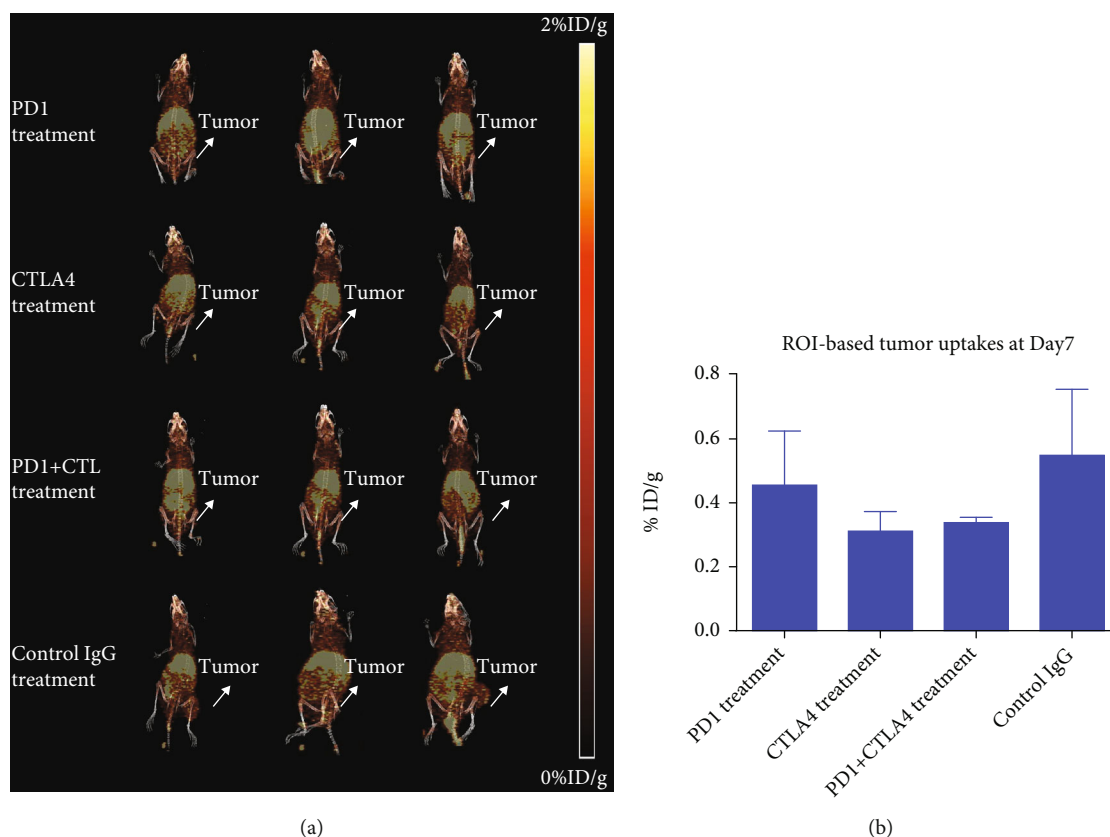 2%ID/g
PD1
treatment
Tumor Tumor Tumor
CTLA4
treatment
Tumor Tumor Tumor
PD1+CTL
treatment
Tumor Tumor Tumor
Control IgG
treatment
Tumor Tumor Tumor
0%ID/g
(a)
ROI-based tumor uptakes at Day7
% ID/g
0.8
0.6
0.4
0.2
0.0
PD1 treatment
CTLA4 treatment
PD1+CTLA4 treatment
Control IgG
(b)